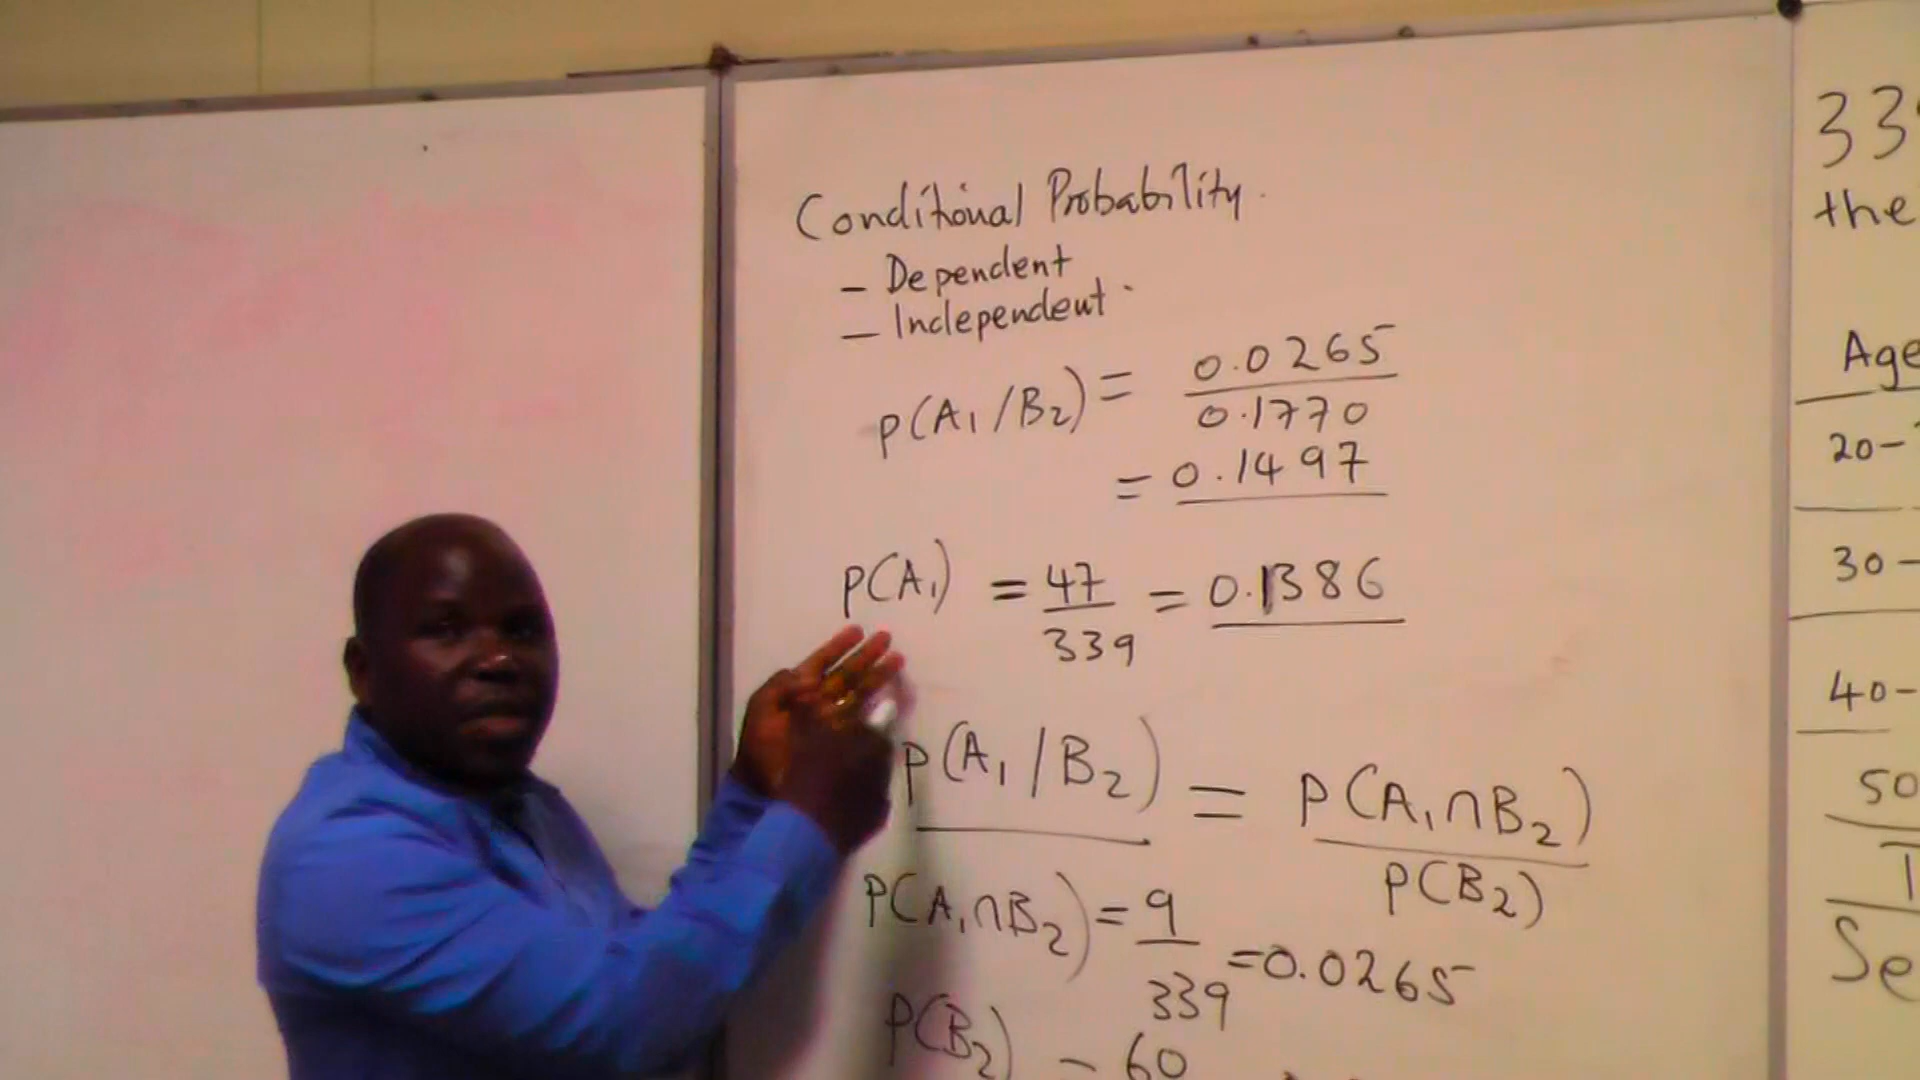 Conditional Probability.
- Dependent
- Independent.
P(A1/B2) = 0.0265
0.1770
= 0.1497
P(A1) = 47 = 0.1386
339
P(A1/B2) = P(A1∩B2)
P(B2)
P(A1∩B2) = 9
339 = 0.0265
P(B2) - 60
33
the
Age
20-
30-
40-
50
T
Se